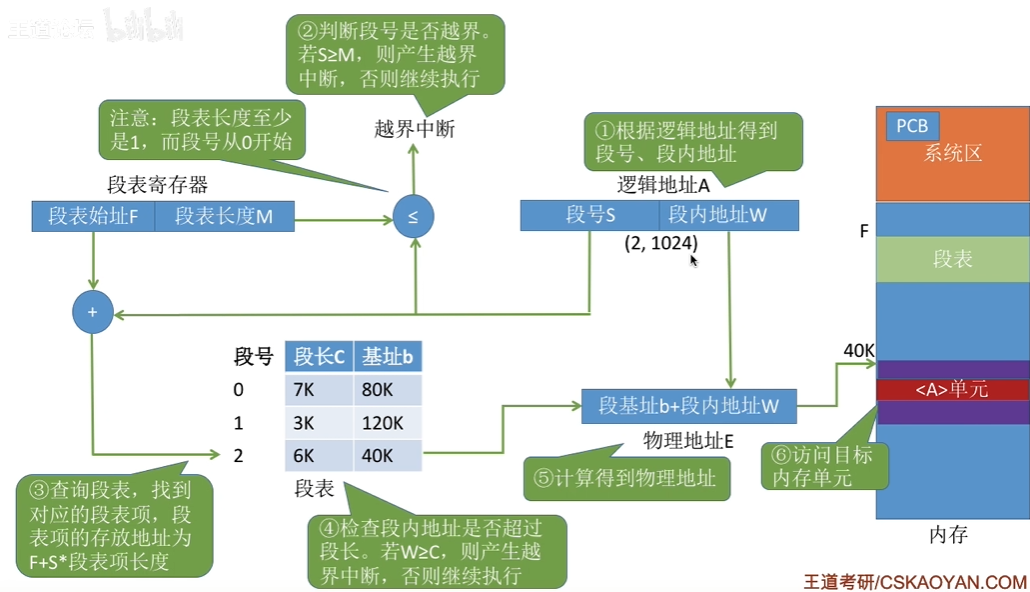 王道论坛 bilibili
②判断段号是否越界。
若S≥M，则产生越界
中断，否则继续执行
注意：段表长度至少
是1，而段号从0开始
越界中断
①根据逻辑地址得到
段号、段内地址
PCB
系统区
段表寄存器
逻辑地址A
段表始址F
段表长度M
≤
段号S
段内地址W
(2, 1024)
F
段表
+
40K
段号
段长C
基址b
0
7K
80K
1
3K
120K
2
6K
40K
段表
段基址b+段内地址W
物理地址E
<A>单元
③查询段表，找到
对应的段表项，段
表项的存放地址为
F+S*段表项长度
④检查段内地址是否超过
段长。若W≥C，则产生越
界中断，否则继续执行
⑤计算得到物理地址
⑥访问目标
内存单元
内存
王道考研/CSKAOYAN.COM